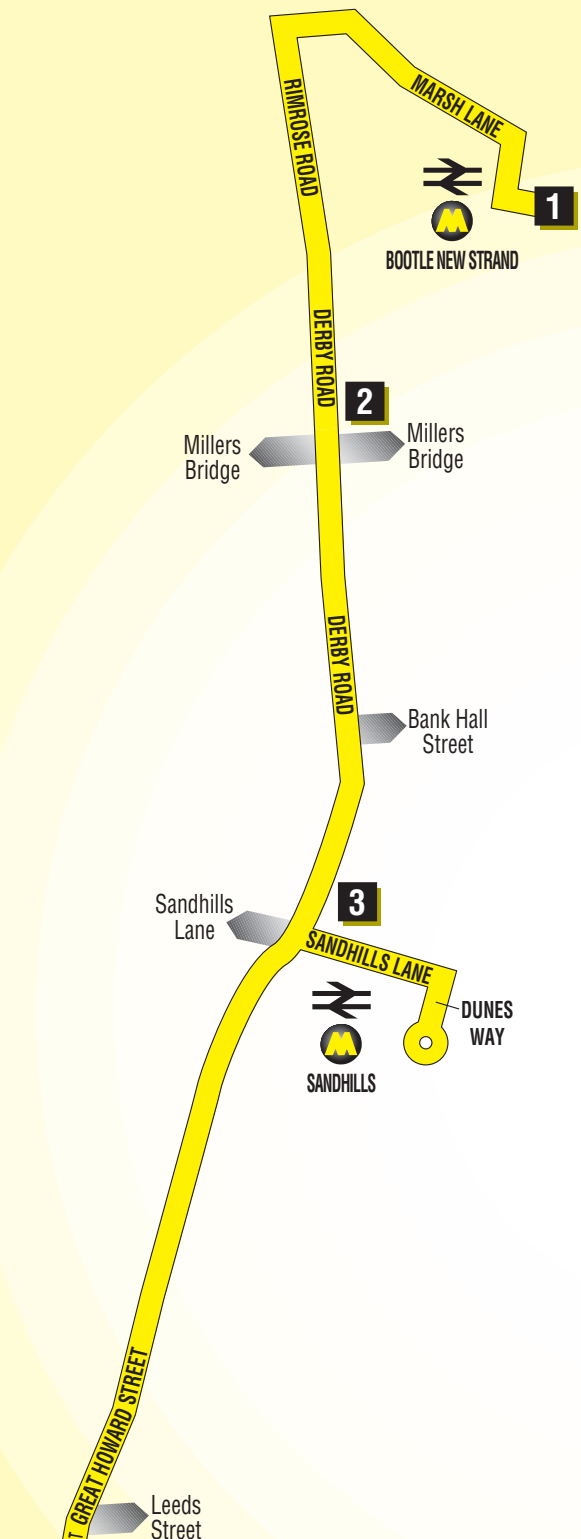 MARSH LANE
RIMROSE ROAD
1
M
BOOTLE NEW STRAND
DERBY ROAD
2
Millers
Bridge
Millers
Bridge
DERBY ROAD
Bank Hall
Street
3
Sandhills
Lane
SANDHILLS LANE
M
SANDHILLS
DUNES
WAY
GREAT HOWARD STREET
Leeds
Street